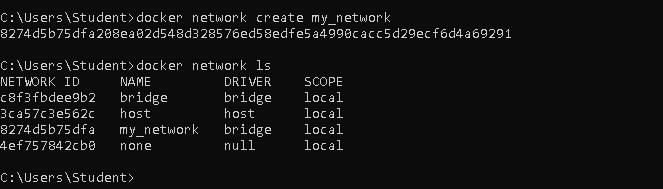 C:\Users\Student>docker network create my_network
8274d5b75dfa208ea02d548d328576ed58edfe5a4990cacc5d29ecf6d4a69291
C:\Users\Student>docker network ls
NETWORK ID     NAME         DRIVER    SCOPE
c8f3fbdee9b2   bridge       bridge    local
3ca57c3e562c   host         host      local
8274d5b75dfa   my_network   bridge    local
4ef757842cb0   none         null      local
C:\Users\Student>